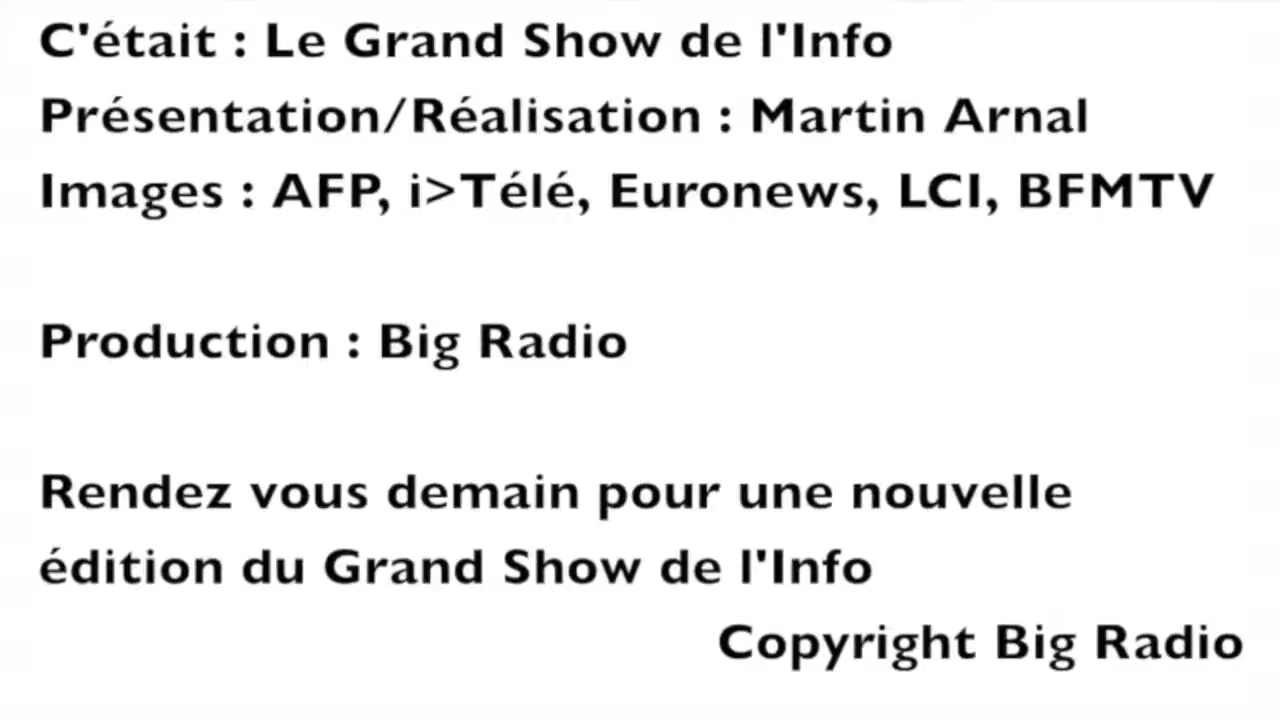 C'était : Le Grand Show de l'Info
Présentation/Réalisation : Martin Arnal
Images : AFP, i>Télé, Euronews, LCI, BFMTV
Production : Big Radio
Rendez vous demain pour une nouvelle
édition du Grand Show de l'Info
Copyright Big Radio